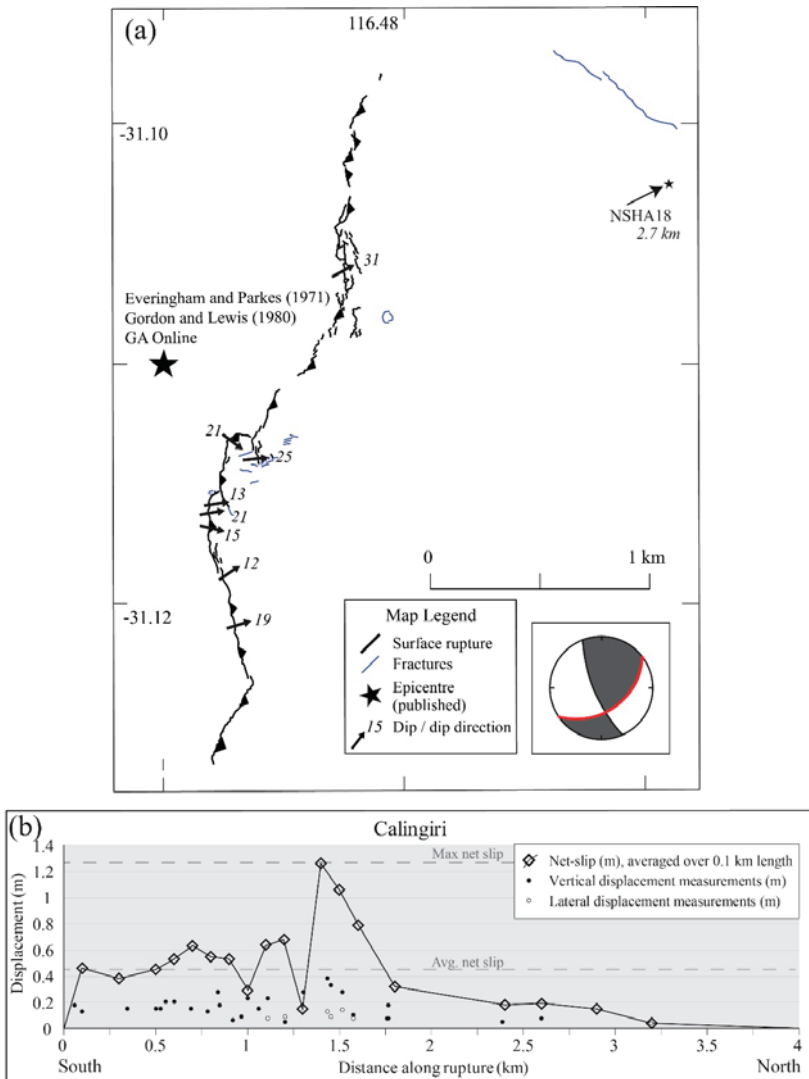 (a)
116.48
-31.10
NSHA18
2.7 km
31
Everingham and Parkes (1971)
Gordon and Lewis (1980)
GA Online
21
25
13
21
15
12
19
-31.12
0
1 km
Map Legend
Surface rupture
Fractures
Epicentre
(published)
15 Dip / dip direction
(b)
Calingiri
1.4
1.2
1
0.8
0.6
0.4
0.2
0
Displacement (m)
Max net slip
Avg. net slip
Net-slip (m), averaged over 0.1 km length
Vertical displacement measurements (m)
Lateral displacement measurements (m)
0 0.5 1 1.5 2 2.5 3 3.5 4
South
Distance along rupture (km)
North